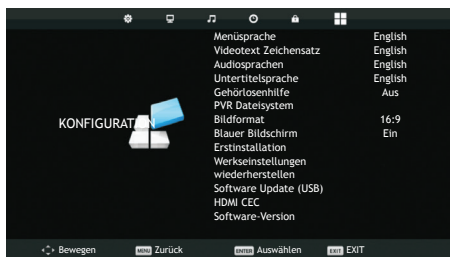 Menüsprache English
Videotext Zeichensatz English
Audiosprachen English
Untertitelsprache English
Gehörlosenhilfe Aus
PVR Dateisystem
KONFIGURATION
Bildformat 16:9
Blauer Bildschirm Ein
Erstinstallation
Werkseinstellungen
wiederherstellen
Software Update (USB)
HDMI CEC
Software-Version
Bewegen MENU Zurück ENTER Auswählen EXIT EXIT